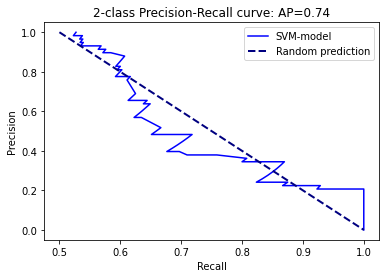 2-class Precision-Recall curve: AP=0.74
SVM-model
Random prediction
Precision
1.0
0.8
0.6
0.4
0.2
0.0
0.5 0.6 0.7 0.8 0.9 1.0
Recall